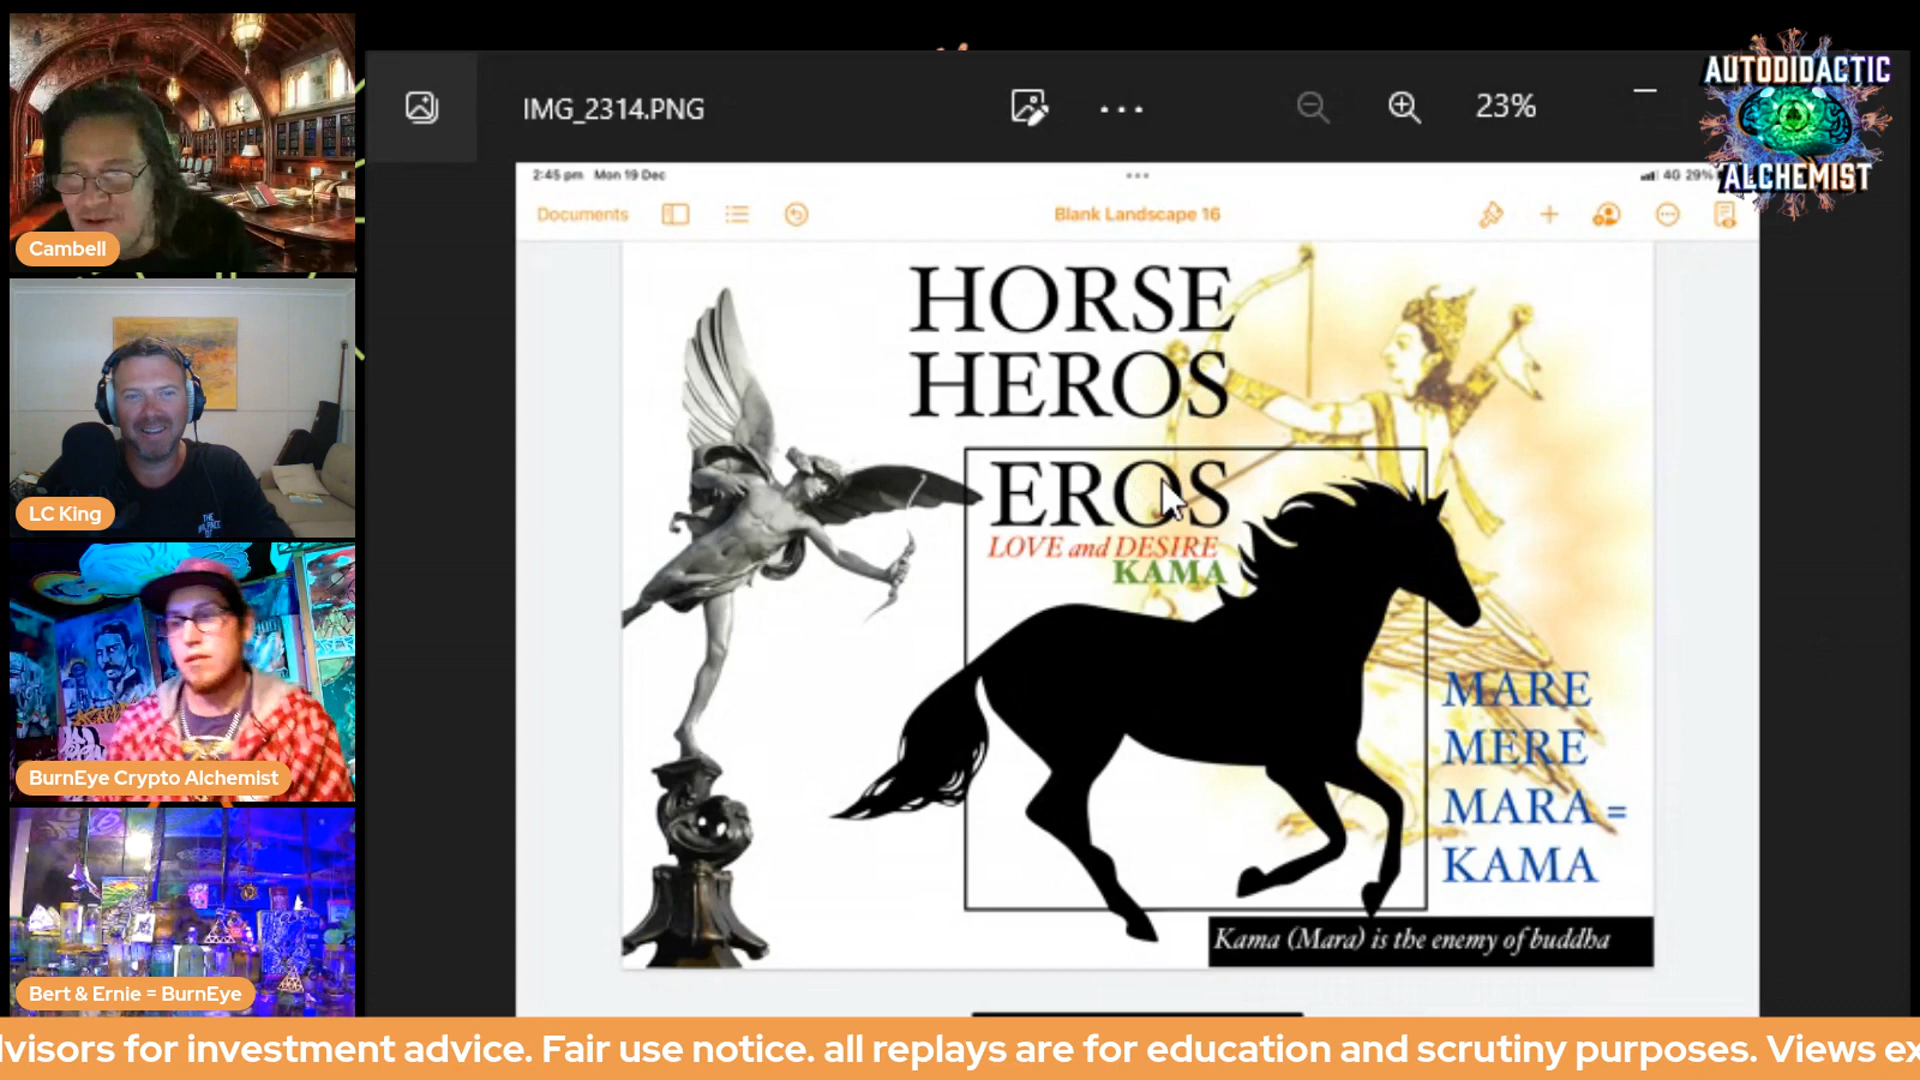 AUTODIDACTIC
ALCHEMIST
IMG_2314.PNG
23%
2:45 pm Mon 19 Dec
4G 29%
Documents
Blank Landscape 16
HORSE
HEROS
EROS
LOVE and DESIRE
KAMA
MARE
MERE
MARA =
KAMA
Kama (Mara) is the enemy of buddha
Cambell
LC King
BurnEye Crypto Alchemist
Bert & Ernie = BurnEye
visors for investment advice. Fair use notice. all replays are for education and scrutiny purposes. Views ex